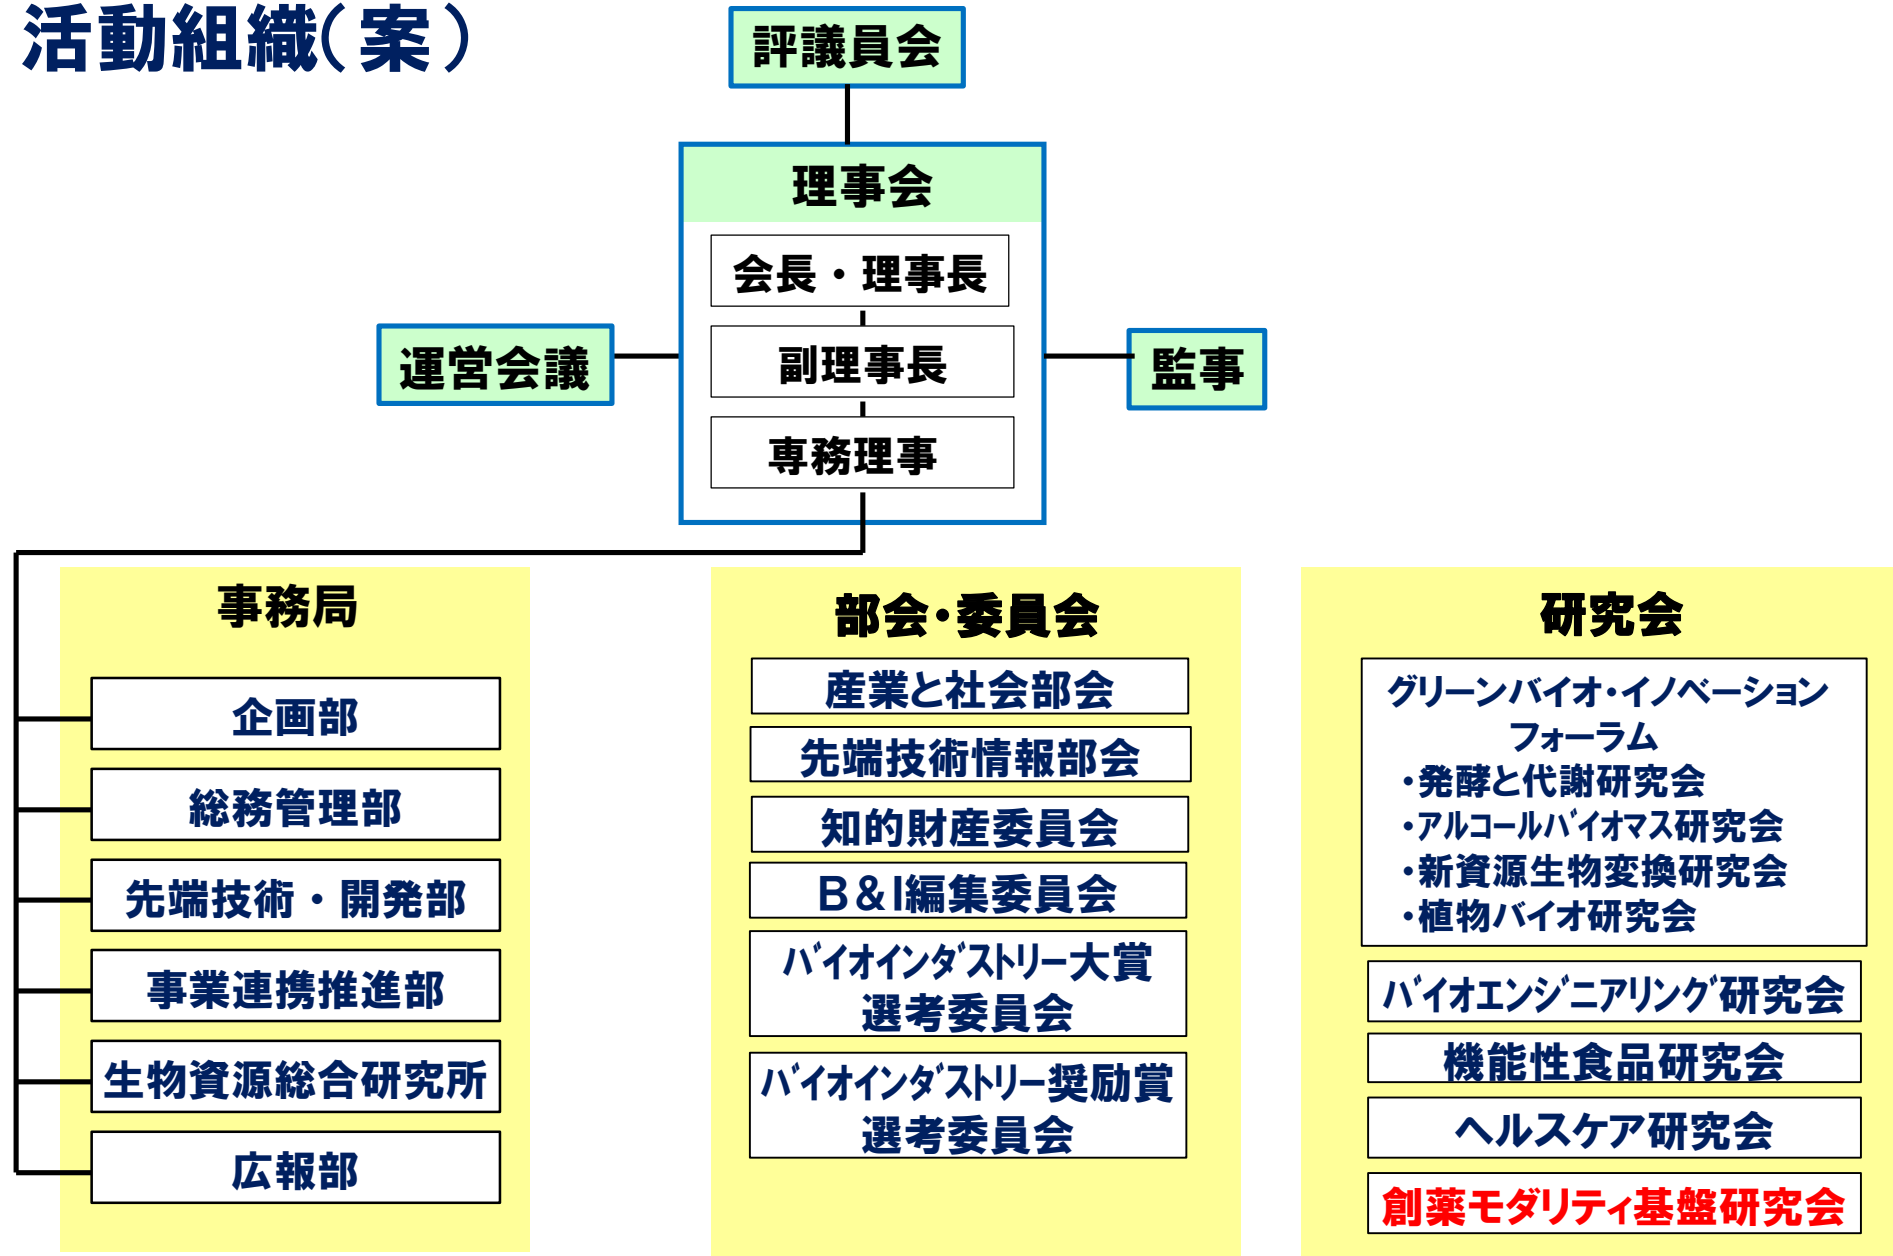 活動組織(案)
評議員会
理事会
会長・理事長
運営会議
副理事長
監事
専務理事
事務局
企画部
総務管理部
先端技術・開発部
事業連携推進部
生物資源総合研究所
広報部
部会・委員会
産業と社会部会
先端技術情報部会
知的財産委員会
B&I編集委員会
バイオインダストリー大賞
選考委員会
バイオインダストリー奨励賞
選考委員会
研究会
グリーンバイオ・イノベーション
フォーラム
・発酵と代謝研究会
・アルコールバイオマス研究会
・新資源生物変換研究会
・植物バイオ研究会
バイオエンジニアリング研究会
機能性食品研究会
ヘルスケア研究会
創薬モダリティ基盤研究会